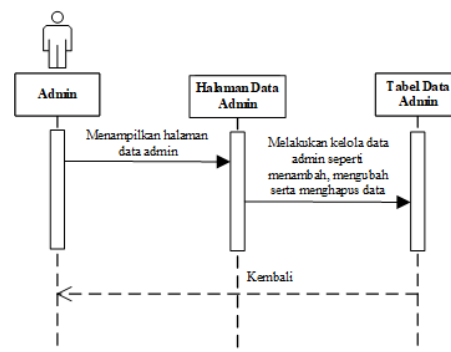 Admin
Halaman Data
Admin
Tabel Data
Admin
Menampilkan halaman
data admin
Melakukan kelola data
admin seperti
menambah, mengubah
serta menghapus data
Kembali